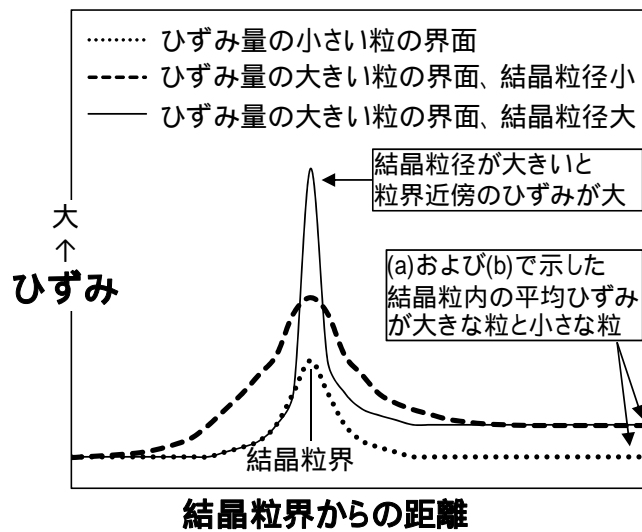 ひずみ量の小さい粒の界面
ひずみ量の大きい粒の界面、結晶粒径小
ひずみ量の大きい粒の界面、結晶粒径大
結晶粒径が大きいと
粒界近傍のひずみが大
大
↑
ひずみ
(a)および(b)で示した
結晶粒内の平均ひずみ
が大きな粒と小さな粒
結晶粒界
結晶粒界からの距離